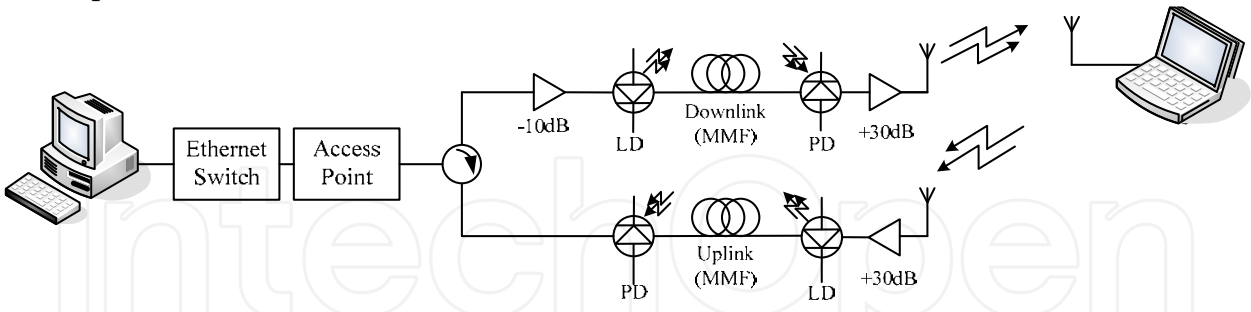 Ethernet
Switch
Access
Point
-10dB
LD
Downlink
(MMF)
PD
+30dB
PD
Uplink
(MMF)
LD
+30dB
intechopen